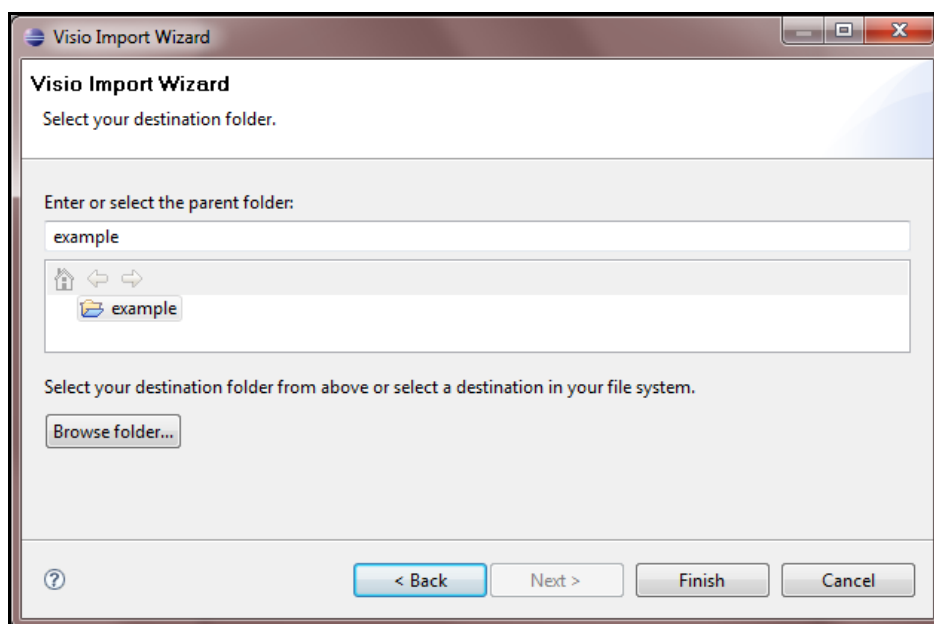 Visio Import Wizard
Visio Import Wizard
Select your destination folder.
Enter or select the parent folder:
example
example
Select your destination folder from above or select a destination in your file system.
Browse folder...
? < Back Next > Finish Cancel